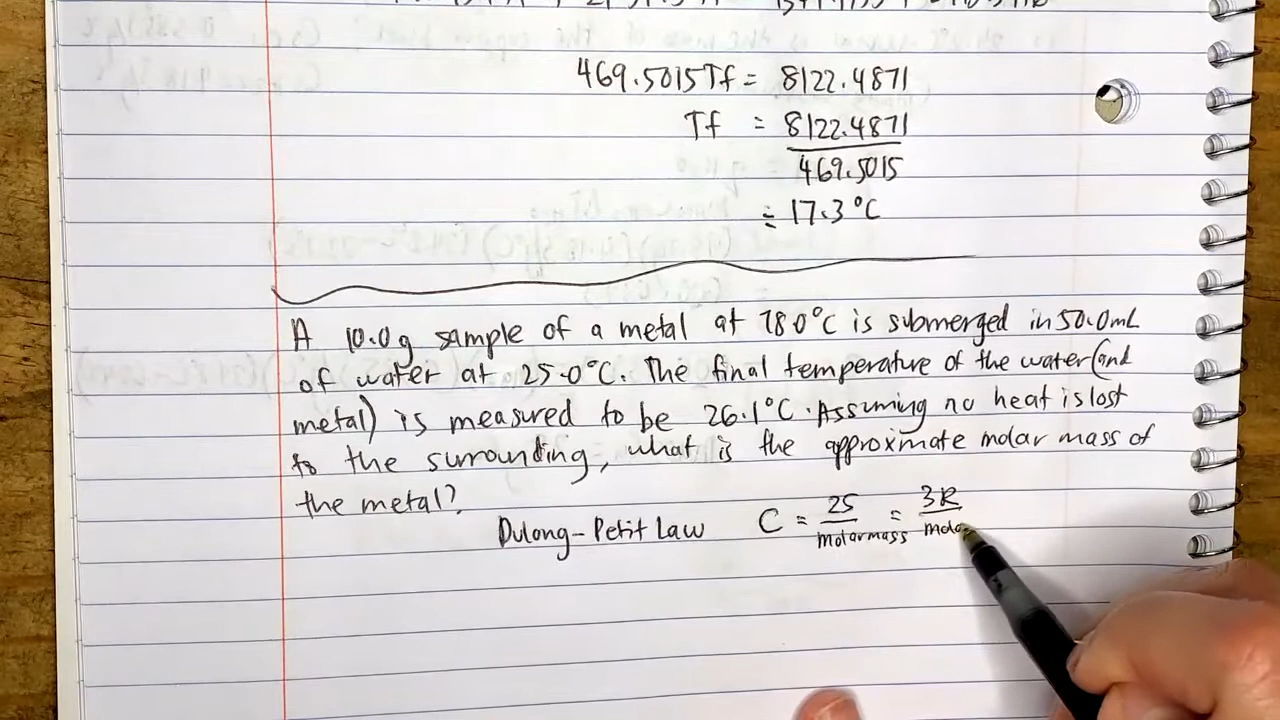 469.5015Tf = 8122.4871
Tf = 8122.4871
469.5015
= 17.3°C
A 10.0g sample of a metal at 78.0°C is submerged in 50.0mL
of water at 25.0°C. The final temperature of the water (and
metal) is measured to be 26.1°C. Assuming no heat is lost
to the surrounding, what is the approximate molar mass of
the metal?
Dulong-Petit Law C = 25 / molar mass = 3R / mola